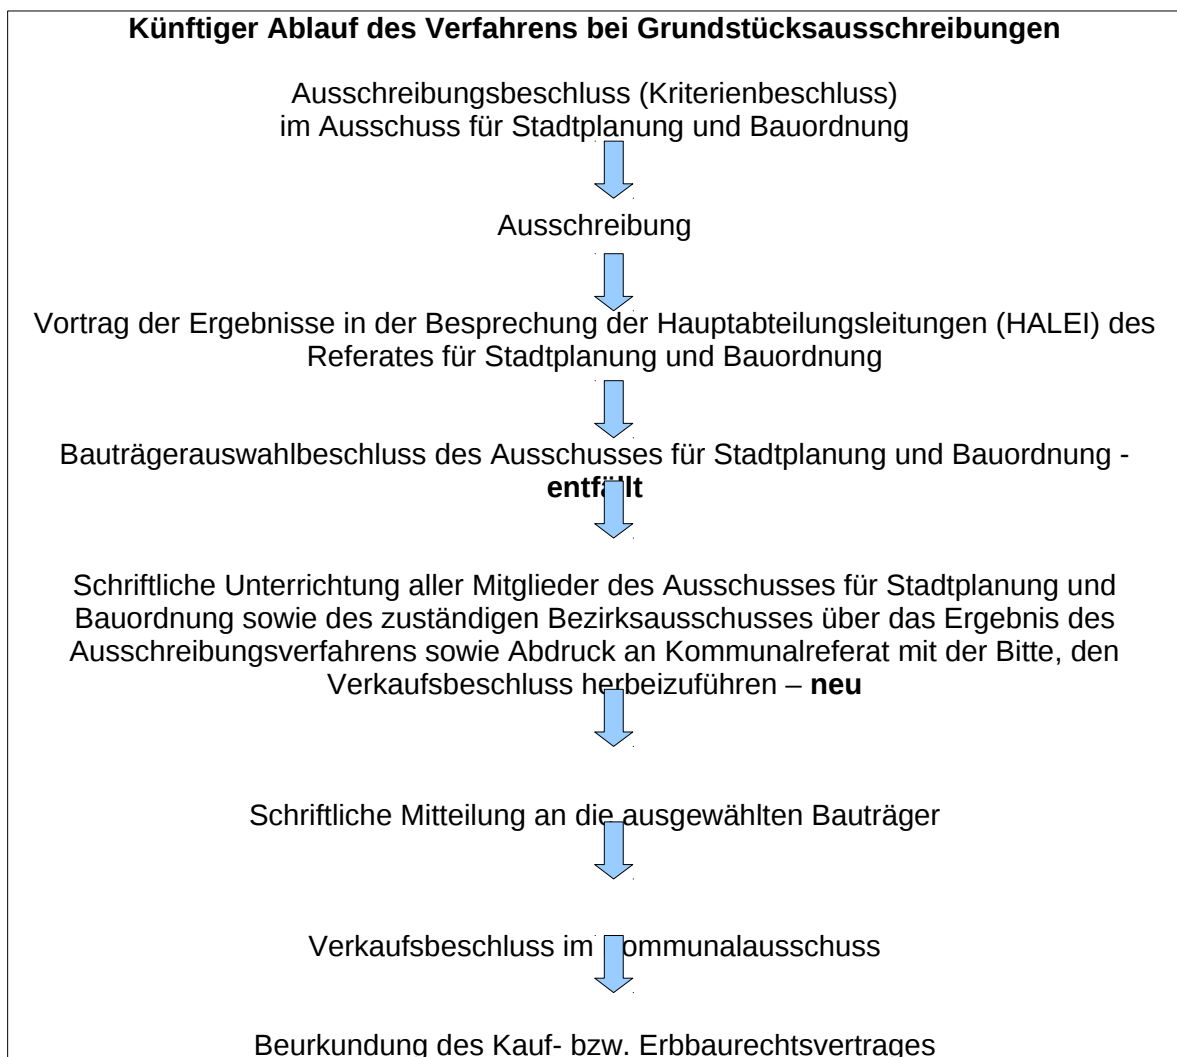 Künftiger Ablauf des Verfahrens bei Grundstücksausschreibungen
Ausschreibungsbeschluss (Kriterienbeschluss)
im Ausschuss für Stadtplanung und Bauordnung
Ausschreibung
Vortrag der Ergebnisse in der Besprechung der Hauptabteilungsleitungen (HALEI) des
Referates für Stadtplanung und Bauordnung
Bauträgerauswahlbeschluss des Ausschusses für Stadtplanung und Bauordnung -
entfällt
Schriftliche Unterrichtung aller Mitglieder des Ausschusses für Stadtplanung und
Bauordnung sowie des zuständigen Bezirksausschusses über das Ergebnis des
Ausschreibungsverfahrens sowie Abdruck an Kommunalreferat mit der Bitte, den
Verkaufsbeschluss herbeizuführen – neu
Schriftliche Mitteilung an die ausgewählten Bauträger
Verkaufsbeschluss im Kommunalausschuss
Beurkundung des Kauf- bzw. Erbbaurechtsvertrages